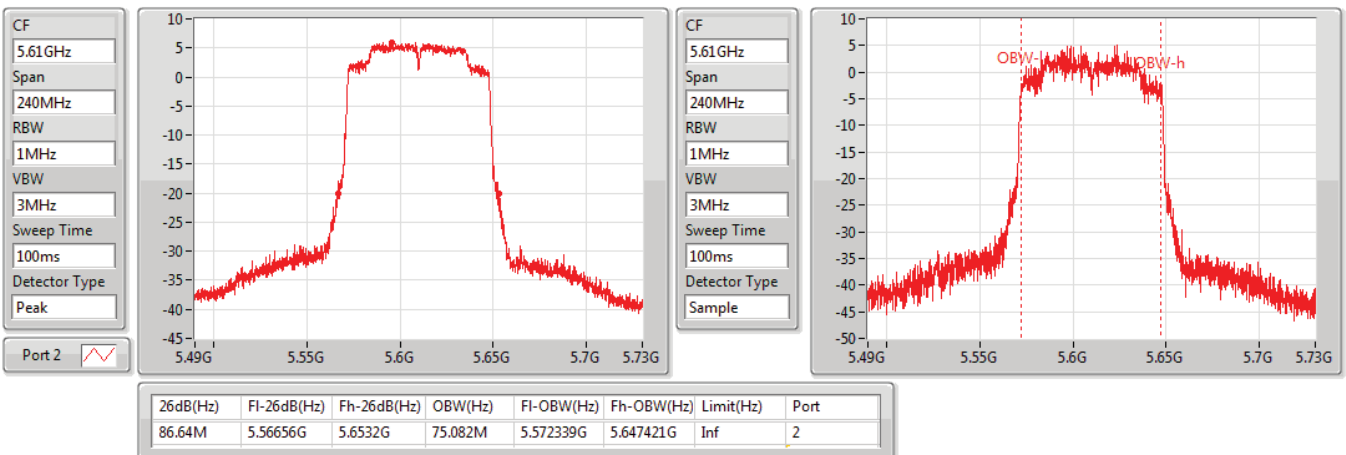 CF
5.61GHz
Span
240MHz
RBW
1MHz
VBW
3MHz
Sweep Time
100ms
Detector Type
Peak
Port 2
10
5
0
-5
-10
-15
-20
-25
-30
-35
-40
-45
5.49G 5.55G 5.6G 5.65G 5.7G 5.73G
CF
5.61GHz
Span
240MHz
RBW
1MHz
VBW
3MHz
Sweep Time
100ms
Detector Type
Sample
10
5
0
-5
-10
-15
-20
-25
-30
-35
-40
-45
-50
OBW-l OBW-h
5.49G 5.55G 5.6G 5.65G 5.7G 5.73G
26dB(Hz) Fl-26dB(Hz) Fh-26dB(Hz) OBW(Hz) Fl-OBW(Hz) Fh-OBW(Hz) Limit(Hz) Port
86.64M 5.56656G 5.6532G 75.082M 5.572339G 5.647421G Inf 2